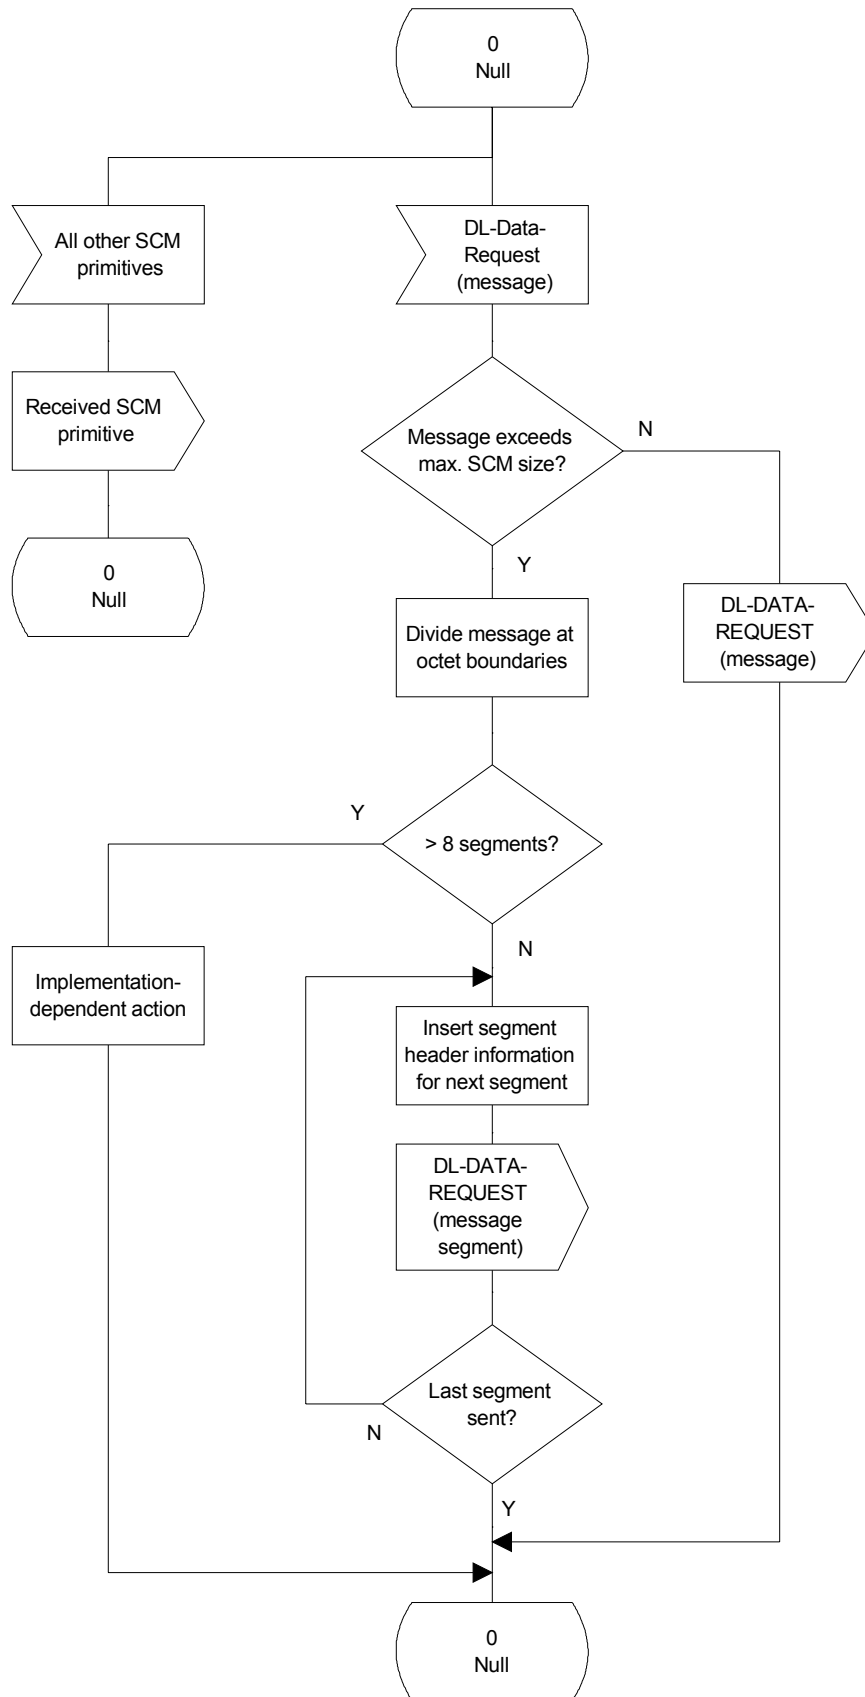 0
Null
All other SCM
primitives
DL-Data-
Request
(message)
Received SCM
primitive
Message exceeds
max. SCM size?
N
Y
0
Null
DL-DATA-
REQUEST
(message)
Divide message at
octet boundaries
Y
> 8 segments?
N
Implementation-
dependent action
Insert segment
header information
for next segment
DL-DATA-
REQUEST
(message
segment)
Last segment
sent?
N
Y
0
Null